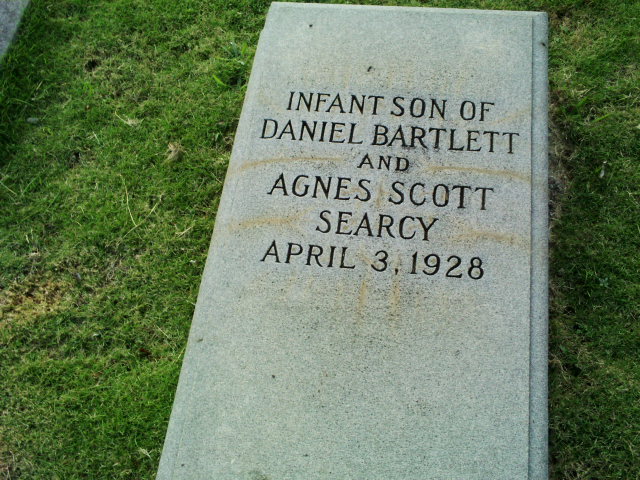 INFANT SON OF
DANIEL BARTLETT
AND
AGNES SCOTT
SEARCY
APRIL 3, 1928